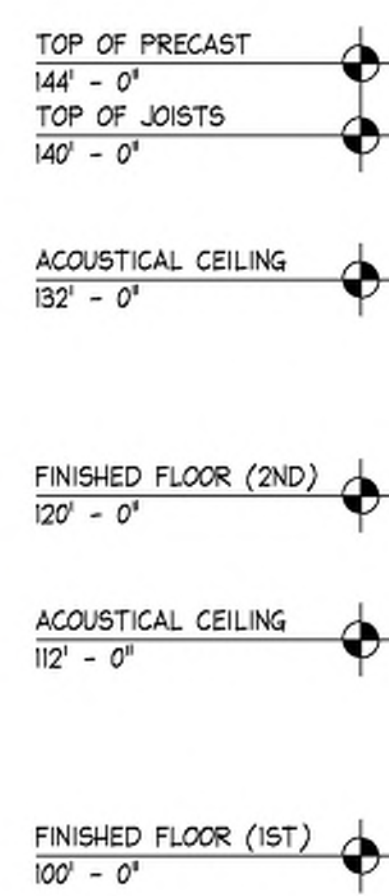 TOP OF PRECAST
144' - 0"
TOP OF JOISTS
140' - 0"
ACOUSTICAL CEILING
132' - 0"
FINISHED FLOOR (2ND)
120' - 0"
ACOUSTICAL CEILING
112' - 0"
FINISHED FLOOR (1ST)
100' - 0"